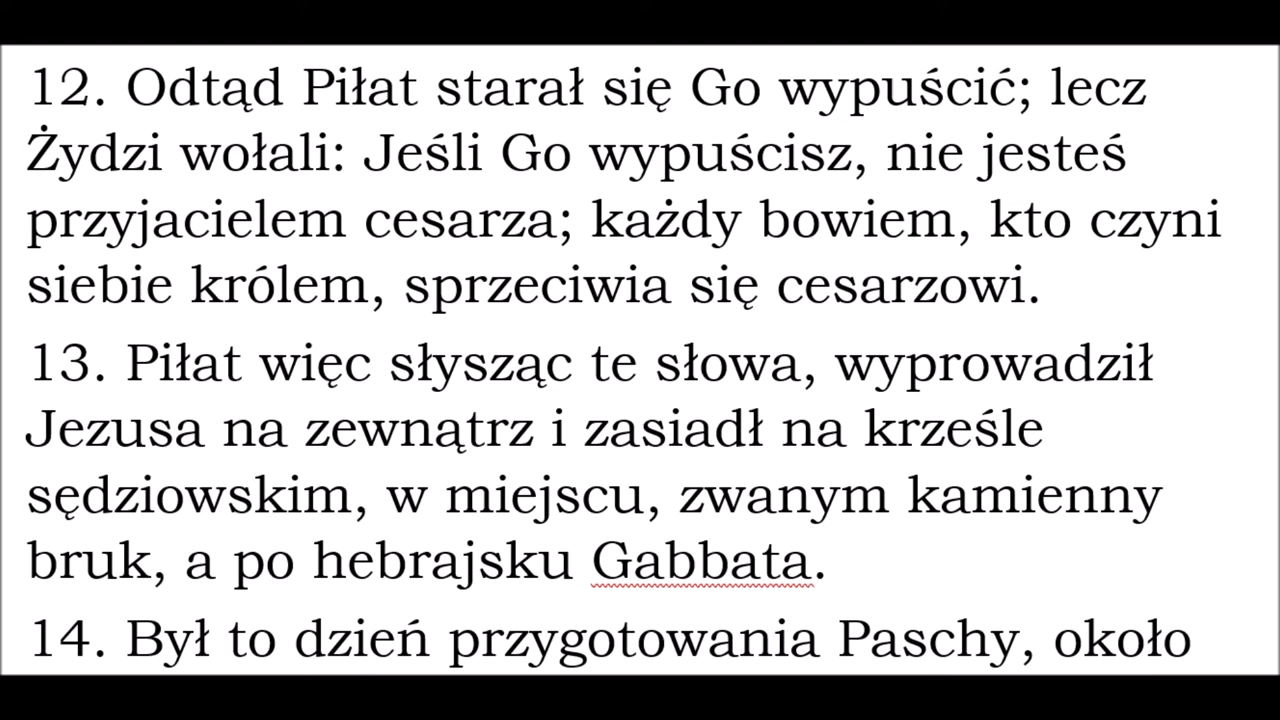 12. Odtąd Piłat starał się Go wypuścić; lecz
Żydzi wołali: Jeśli Go wypuścisz, nie jesteś
przyjacielem cesarza; każdy bowiem, kto czyni
siebie królem, sprzeciwia się cesarzowi.
13. Piłat więc słysząc te słowa, wyprowadził
Jezusa na zewnątrz i zasiadł na krześle
sędziowskim, w miejscu, zwanym kamienny
bruk, a po hebrajsku Gabbata.
14. Był to dzień przygotowania Paschy, około